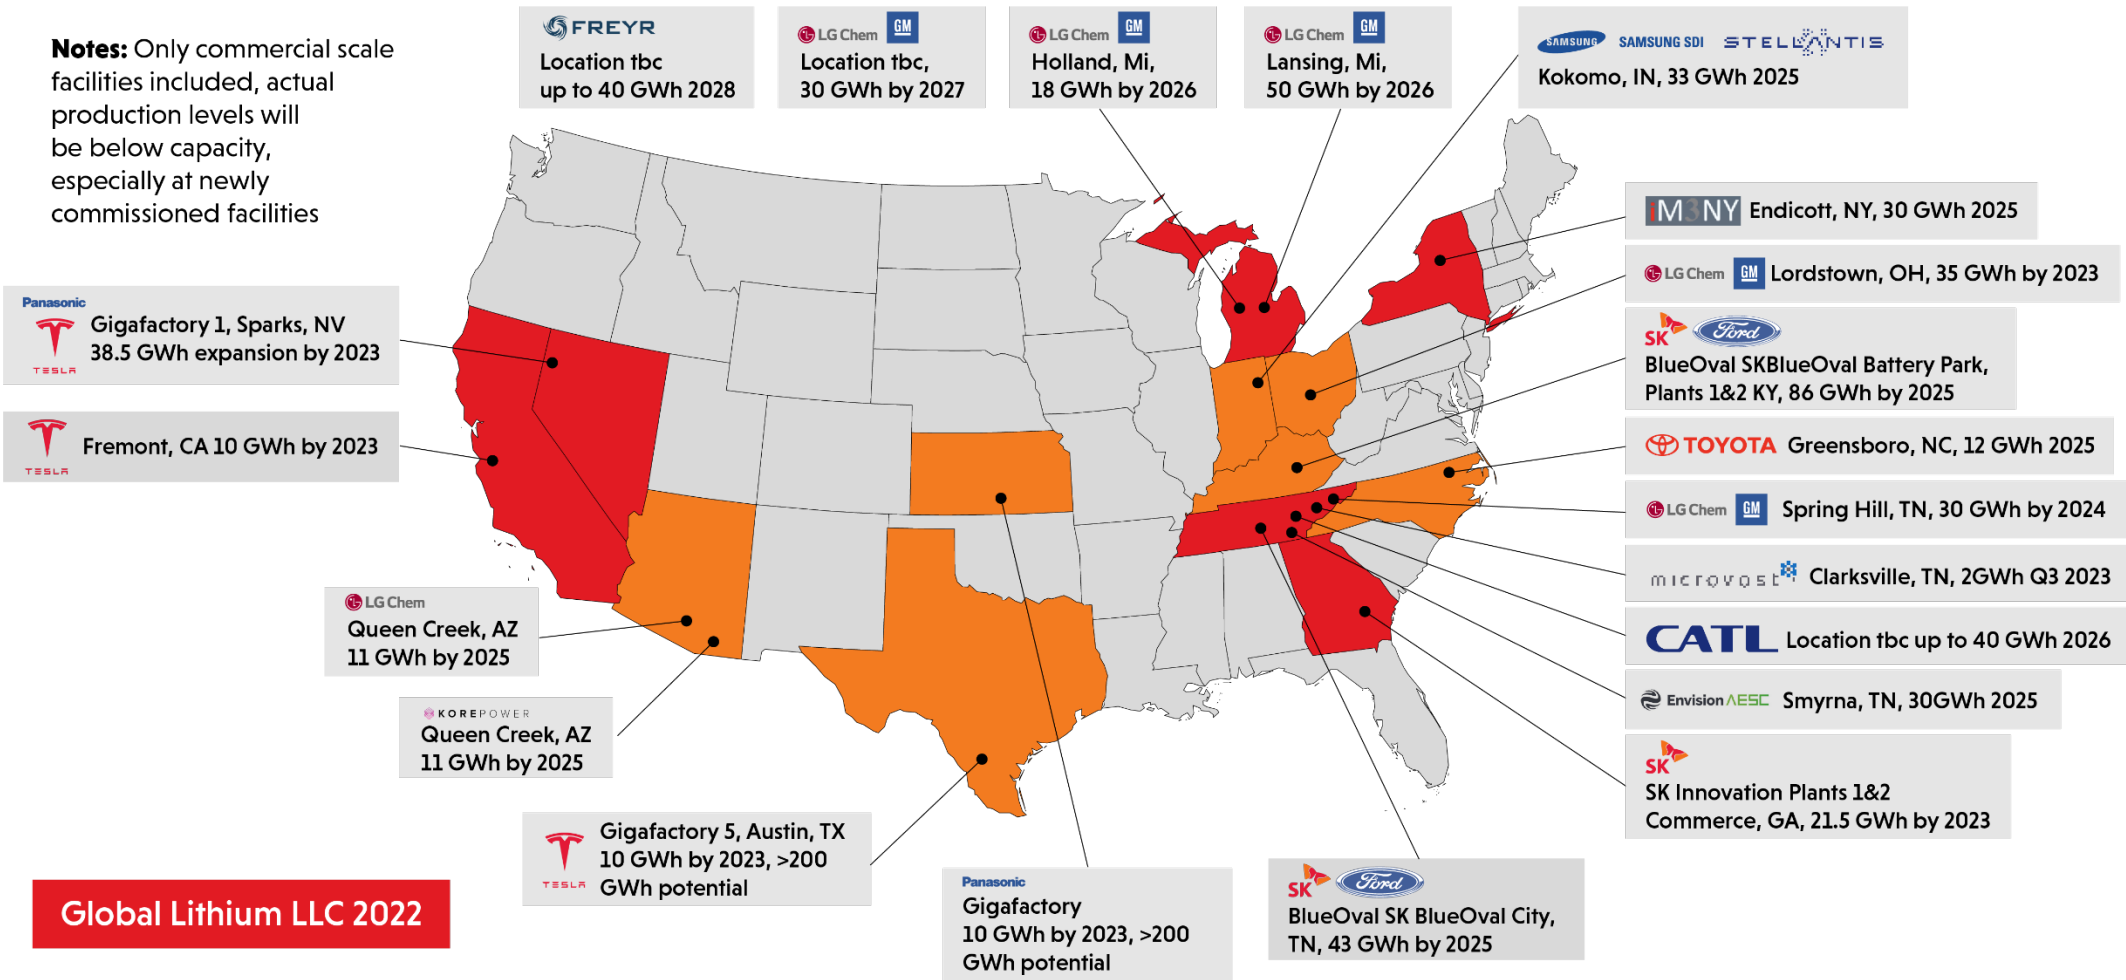 Notes: Only commercial scale
facilities included, actual
production levels will
be below capacity,
especially at newly
commissioned facilities
FREYR
Location tbc
up to 40 GWh 2028
LG Chem GM
Location tbc,
30 GWh by 2027
LG Chem GM
Holland, Mi,
18 GWh by 2026
LG Chem GM
Lansing, Mi,
50 GWh by 2026
SAMSUNG SAMSUNG SDI STELLANTIS
Kokomo, IN, 33 GWh 2025
iM3NY Endicott, NY, 30 GWh 2025
LG Chem GM Lordstown, OH, 35 GWh by 2023
SK Ford
BlueOval SKBlueOval Battery Park,
Plants 1&2 KY, 86 GWh by 2025
TOYOTA Greensboro, NC, 12 GWh 2025
LG Chem GM Spring Hill, TN, 30 GWh by 2024
microvast Clarksville, TN, 2GWh Q3 2023
CATL Location tbc up to 40 GWh 2026
Envision AESC Smyrna, TN, 30GWh 2025
SK
SK Innovation Plants 1&2
Commerce, GA, 21.5 GWh by 2023
Panasonic
TESLA
Gigafactory 1, Sparks, NV
38.5 GWh expansion by 2023
TESLA
Fremont, CA 10 GWh by 2023
LG Chem
Queen Creek, AZ
11 GWh by 2025
KOREPOWER
Queen Creek, AZ
11 GWh by 2025
TESLA
Gigafactory 5, Austin, TX
10 GWh by 2023, >200
GWh potential
Panasonic
Gigafactory
10 GWh by 2023, >200
GWh potential
SK Ford
BlueOval SK BlueOval City,
TN, 43 GWh by 2025
Global Lithium LLC 2022